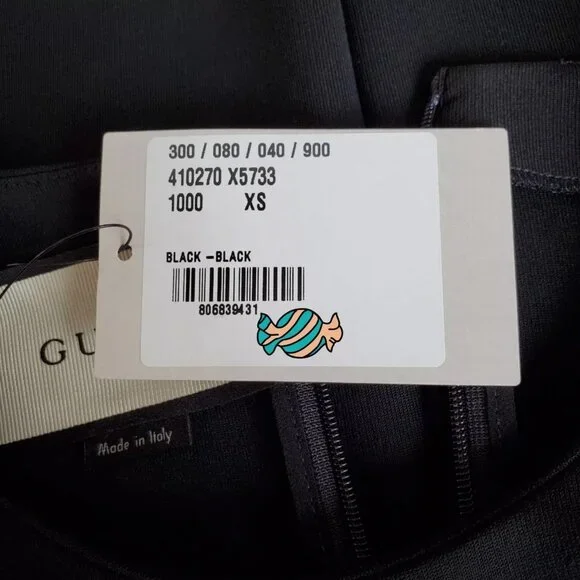 300 / 080 / 040 / 900
410270 X5733
1000 XS
BLACK -BLACK
806839431
GU
Made in Italy